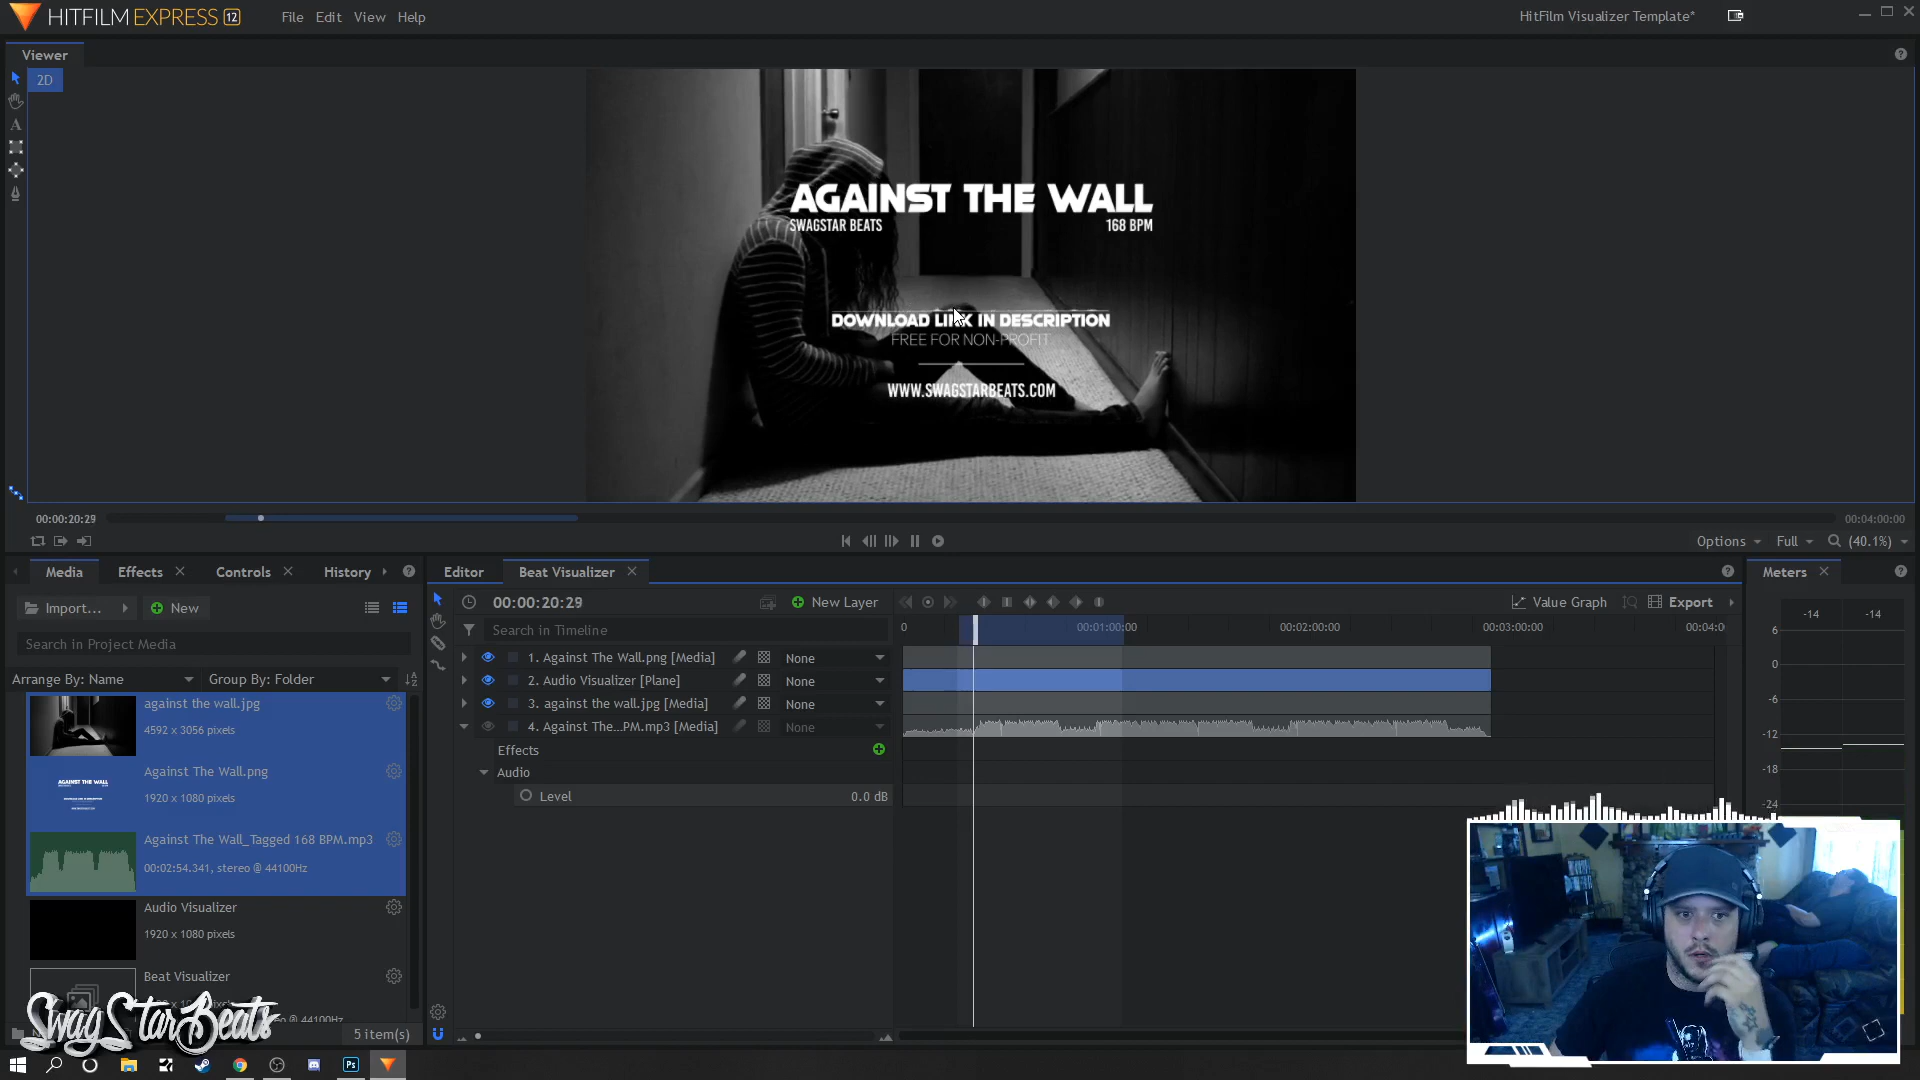 HITFILM EXPRESS 12 File Edit View Help HitFilm Visualizer Template*
Viewer
2D
AGAINST THE WALL
SWAGSTAR BEATS 168 BPM
DOWNLOAD LINK IN DESCRIPTION
FREE FOR NON-PROFIT
WWW.SWAGSTARBEATS.COM
00:00:20:29 00:04:00:00
Options Full (40.1%)
Media Effects Controls History Editor Beat Visualizer Meters
Import... New 00:00:20:29 New Layer Value Graph Export -14 -14
Search in Project Media Search in Timeline 0 00:01:00:00 00:02:00:00 00:03:00:00 00:04:0
Arrange By: Name Group By: Folder
1. Against The Wall.png [Media] None
2. Audio Visualizer [Plane] None
3. against the wall.jpg [Media] None
4. Against The...PM.mp3 [Media] None
Effects
Audio
Level 0.0 dB
6
0
-6
-12
-18
-24
against the wall.jpg
4592 x 3056 pixels
Against The Wall.png
1920 x 1080 pixels
Against The Wall_Tagged 168 BPM.mp3
00:02:54.341, stereo @ 44100Hz
Audio Visualizer
1920 x 1080 pixels
Beat Visualizer
SwagStarBeats
5 item(s)